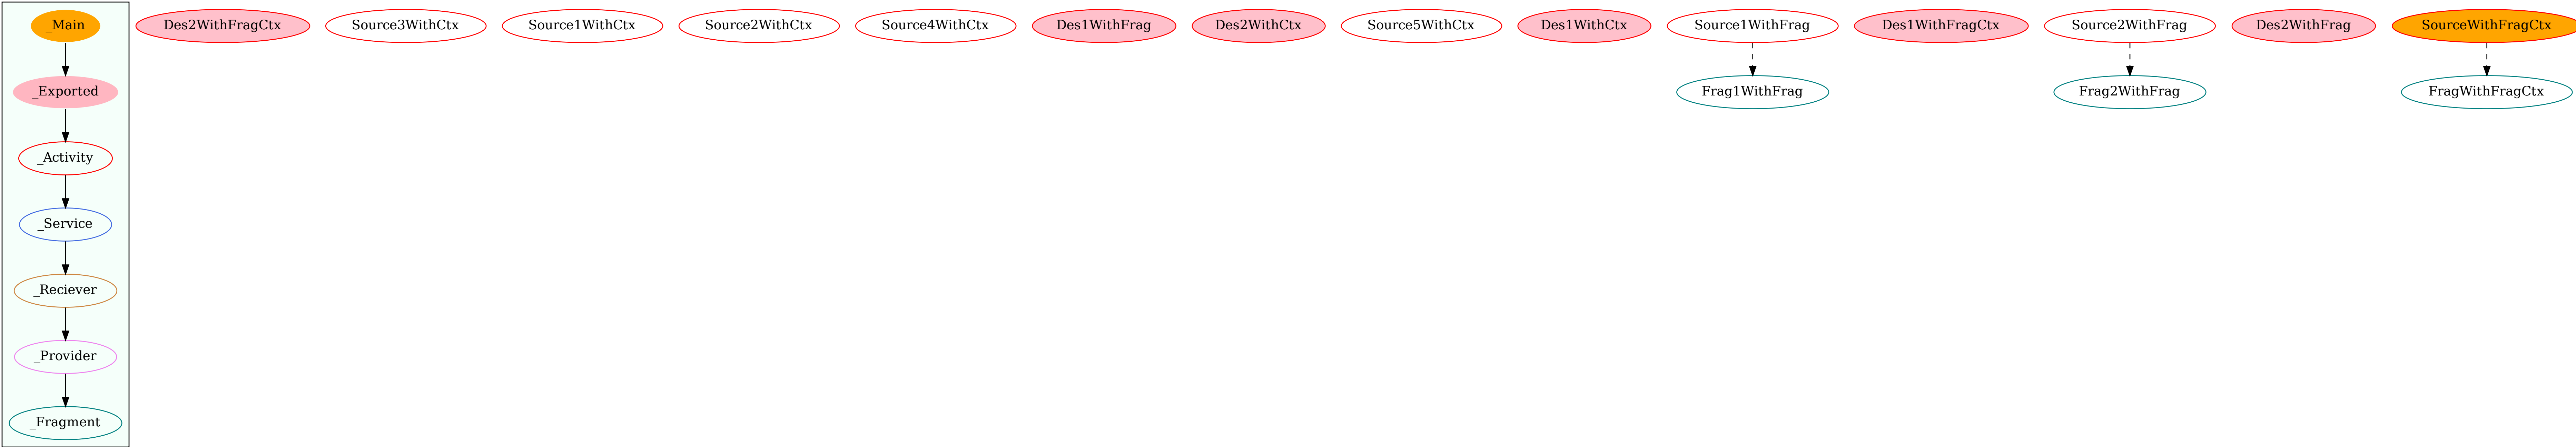 _Main
_Exported
_Activity
_Service
_Reciever
_Provider
_Fragment
Des2WithFragCtx
Source3WithCtx
Source1WithCtx
Source2WithCtx
Source4WithCtx
Des1WithFrag
Des2WithCtx
Source5WithCtx
Des1WithCtx
Source1WithFrag
Des1WithFragCtx
Source2WithFrag
Des2WithFrag
SourceWithFragCtx
Frag1WithFrag
Frag2WithFrag
FragWithFragCtx